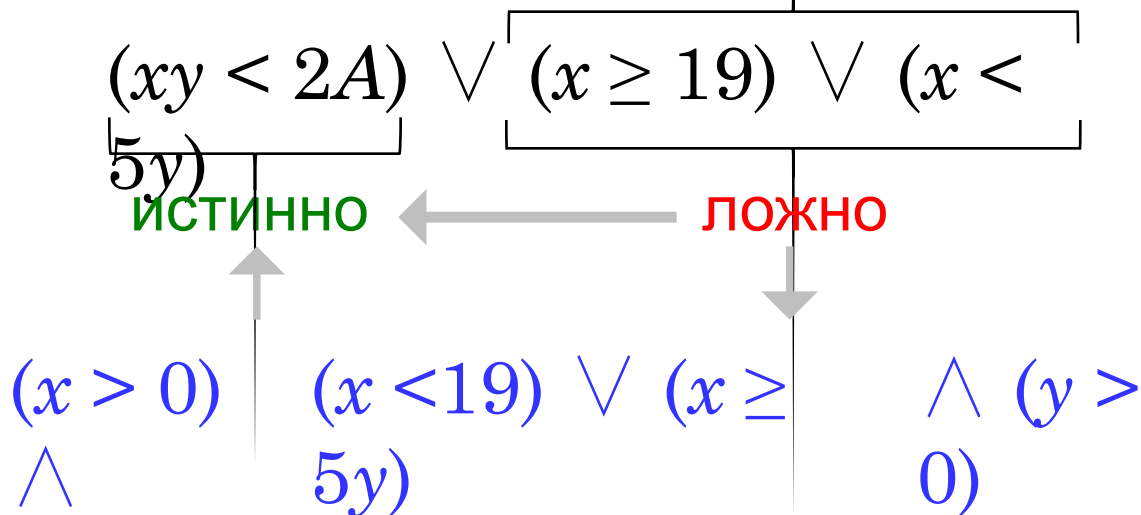 (xy < 2A) ∨ (x ≥ 19) ∨ (x <
5y)
истинно ложно
(x > 0) (x <19) ∨ (x ≥ ∧ (y >
∧ 5y) 0)